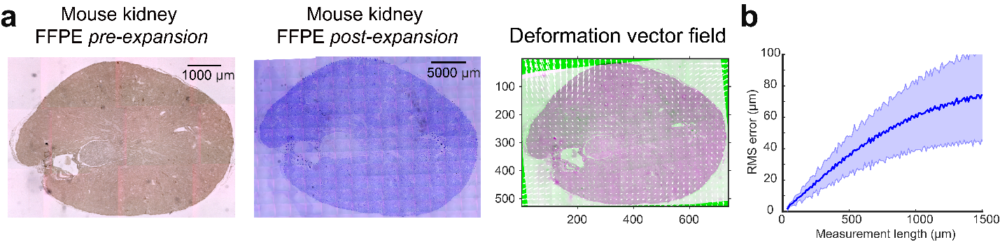 a
Mouse kidney
FFPE pre-expansion
1000 μm
Mouse kidney
FFPE post-expansion
5000 μm
Deformation vector field
100
200
300
400
500
200
400
600
b
100
80
60
40
20
0
RMS error (μm)
0
500
1000
1500
Measurement length (μm)